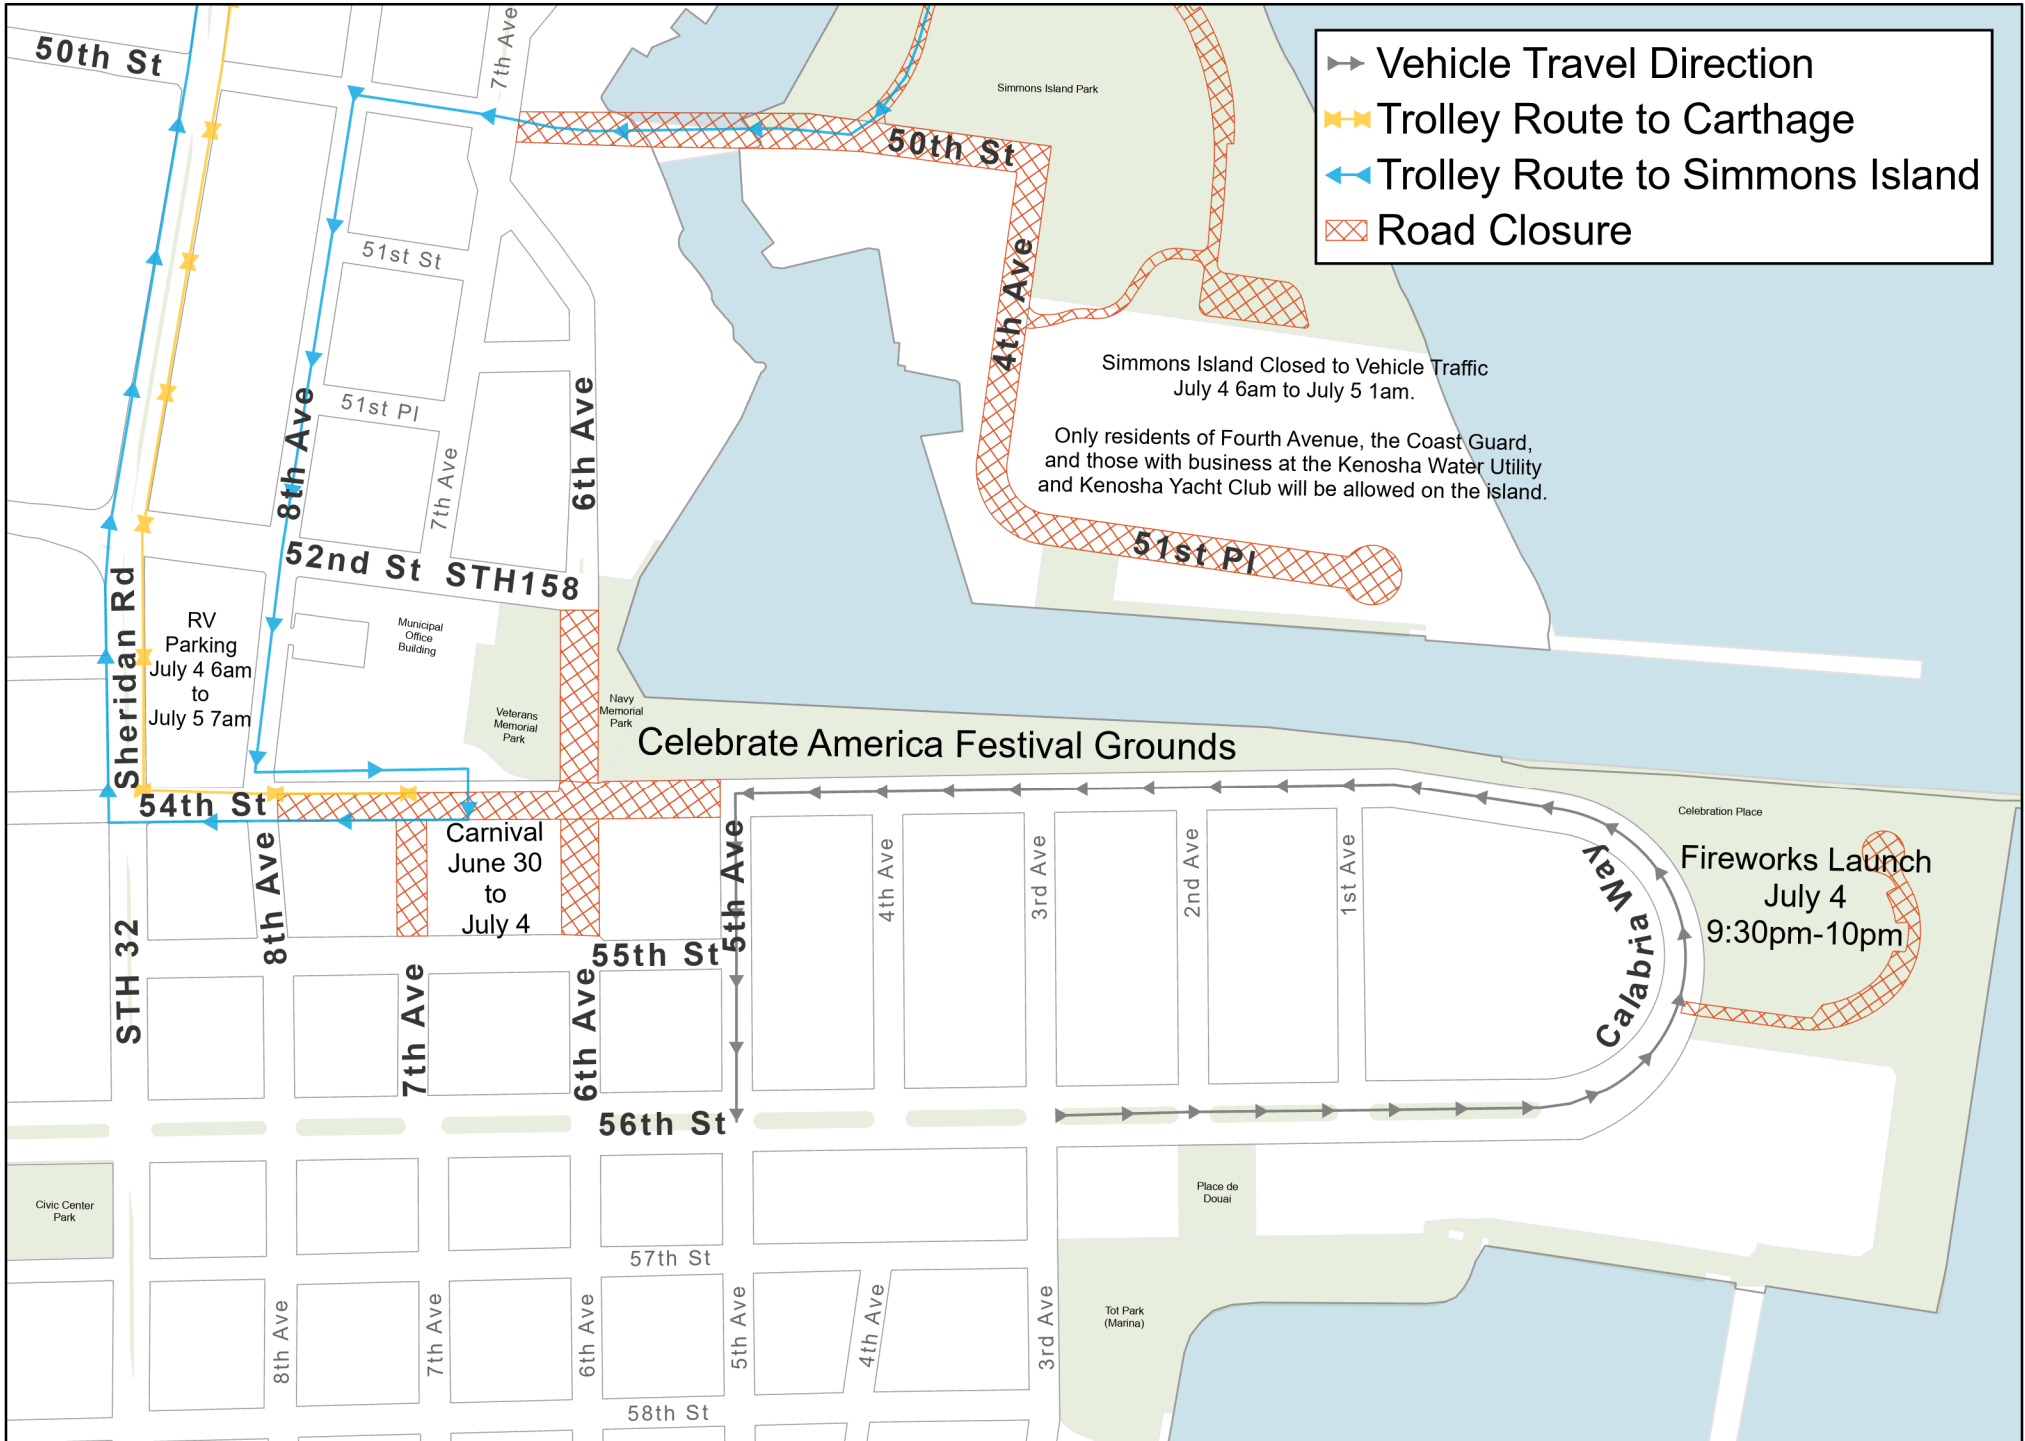 50th St
7th Ave
Simmons Island Park
Vehicle Travel Direction
Trolley Route to Carthage
Trolley Route to Simmons Island
Road Closure
50th St
51st St
4th Ave
Simmons Island Closed to Vehicle Traffic
July 4 6am to July 5 1am.
Only residents of Fourth Avenue, the Coast Guard,
and those with business at the Kenosha Water Utility
and Kenosha Yacht Club will be allowed on the island.
51st Pl
8th Ave
7th Ave
6th Ave
52nd St STH158
51st Pl
Sheridan Rd
RV
Parking
July 4 6am
to
July 5 7am
Municipal
Office
Building
Veterans
Memorial
Park
Navy
Memorial
Park
Celebrate America Festival Grounds
54th St
Carnival
June 30
to
July 4
8th Ave
5th Ave
4th Ave
3rd Ave
2nd Ave
1st Ave
Calabria Way
Celebration Place
Fireworks Launch
July 4
9:30pm-10pm
STH 32
55th St
7th Ave
6th Ave
56th St
Civic Center
Park
Place de
Douai
57th St
8th Ave
7th Ave
6th Ave
5th Ave
4th Ave
3rd Ave
Tot Park
(Marina)
58th St